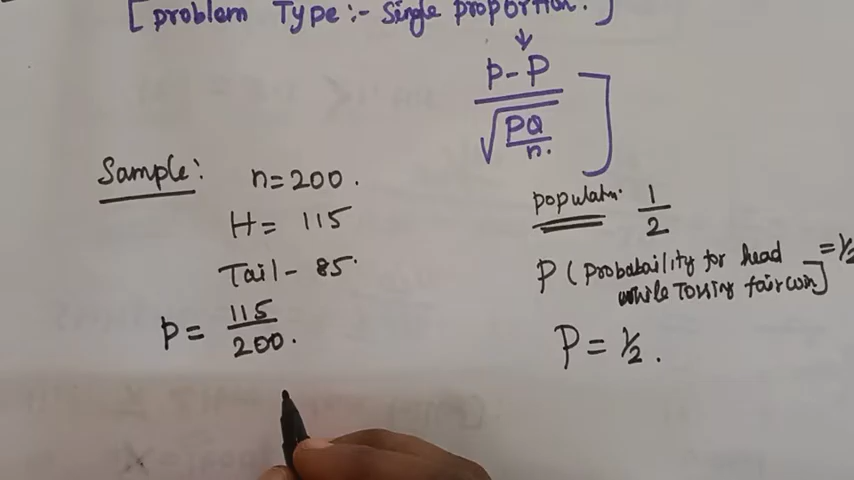 [problem Type:- Single proportion.]
p-P
√PQ/n.
Sample:
n=200.
H= 115
Tail- 85.
p= 115/200.
populatn. 1/2
P (probabaility for head = 1/2
while Tossing fair coin]
P= 1/2.